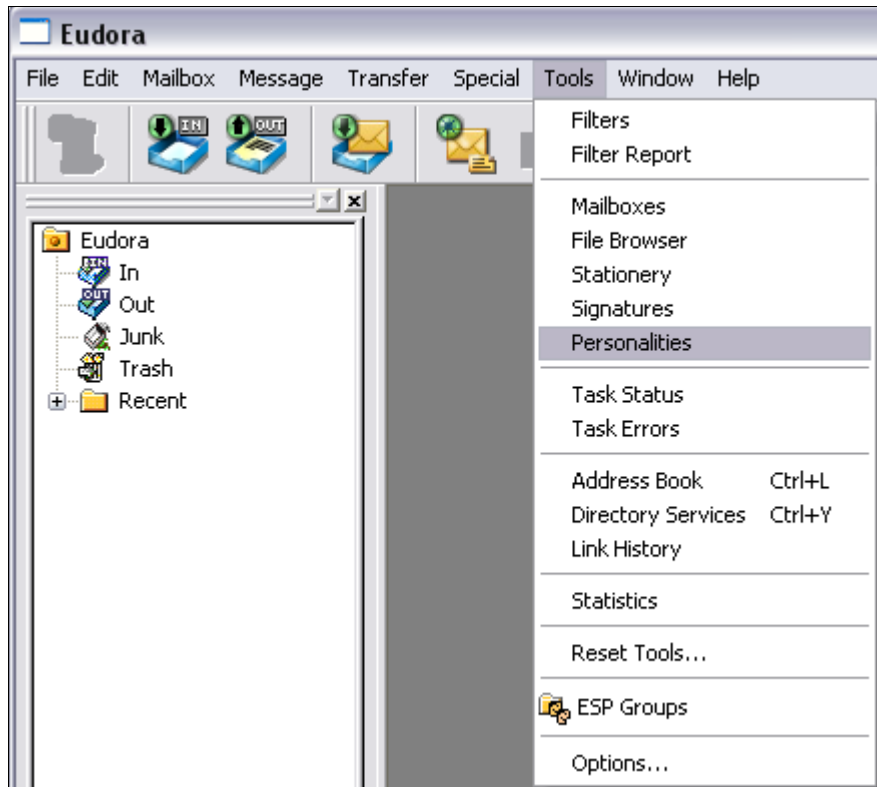 Eudora
File Edit Mailbox Message Transfer Special Tools Window Help
IN OUT
Eudora
In
Out
Junk
Trash
Recent
Filters
Filter Report
Mailboxes
File Browser
Stationery
Signatures
Personalities
Task Status
Task Errors
Address Book Ctrl+L
Directory Services Ctrl+Y
Link History
Statistics
Reset Tools...
ESP Groups
Options...